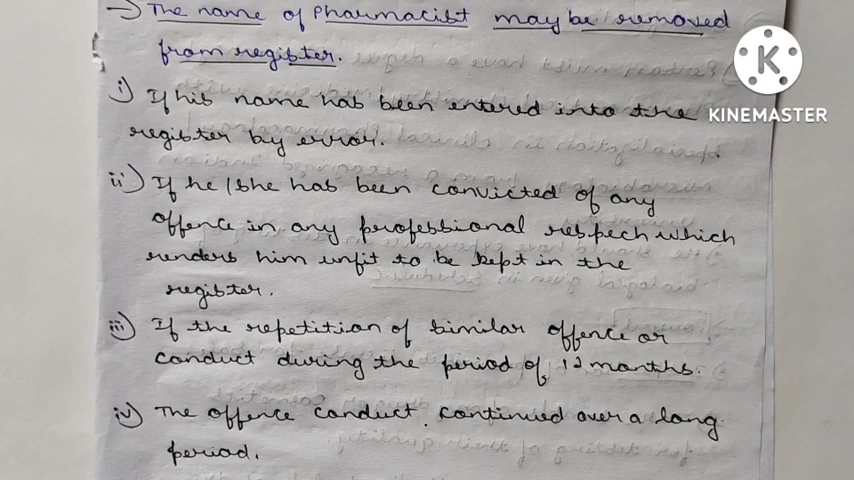 → The name of Pharmacist may be removed
from register.
i) If his name has been entered into the
register by error.
ii) If he/she has been convicted of any
offence in any professional respech which
renders him unfit to be kept in the
register.
iii) If the repetition of similar offence or
conduct during the period of 12 months.
iv) The offence conduct. continued over a long
period.
K
KINEMASTER